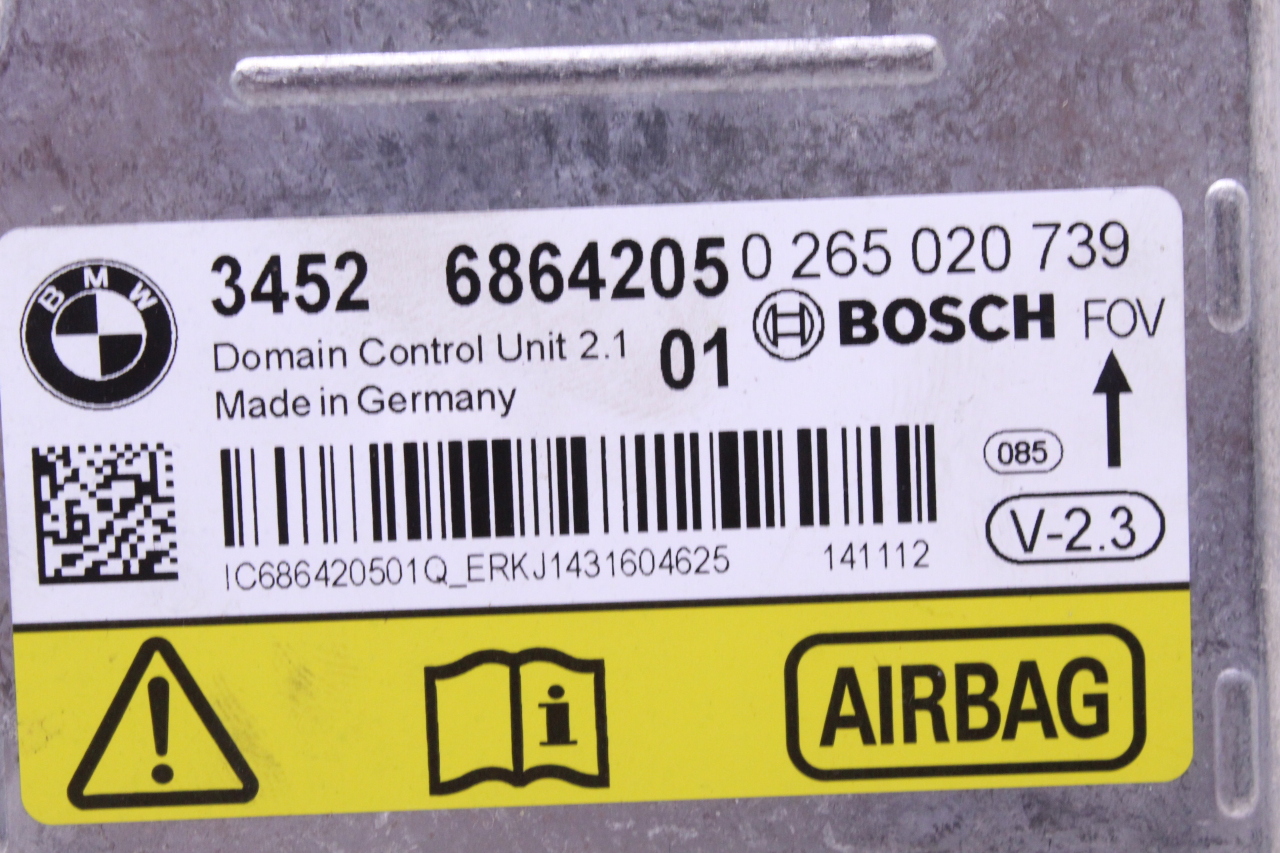 BMW
3452 6864205 0 265 020 739
Domain Control Unit 2.1 01 BOSCH FOV
Made in Germany
085
V-2.3
IC686420501Q_ERKJ1431604625 141112
AIRBAG